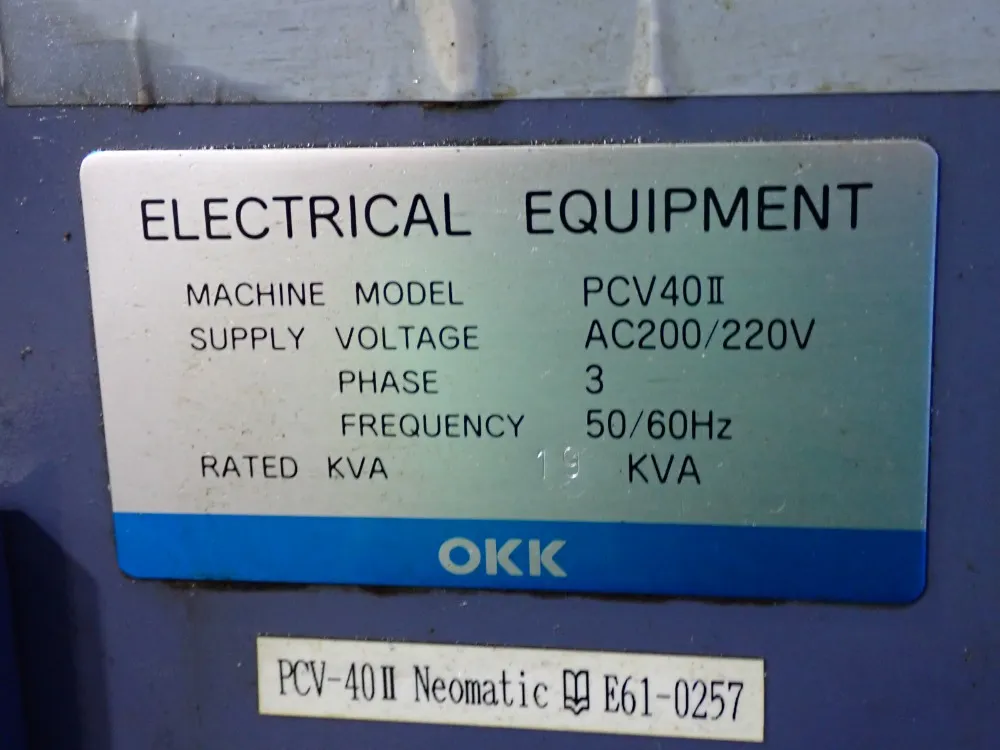 ELECTRICAL EQUIPMENT
MACHINE MODEL PCV40Ⅱ
SUPPLY VOLTAGE AC200/220V
PHASE 3
FREQUENCY 50/60Hz
RATED KVA 19 KVA
OKK
PCV-40Ⅱ Neomatic E61-0257